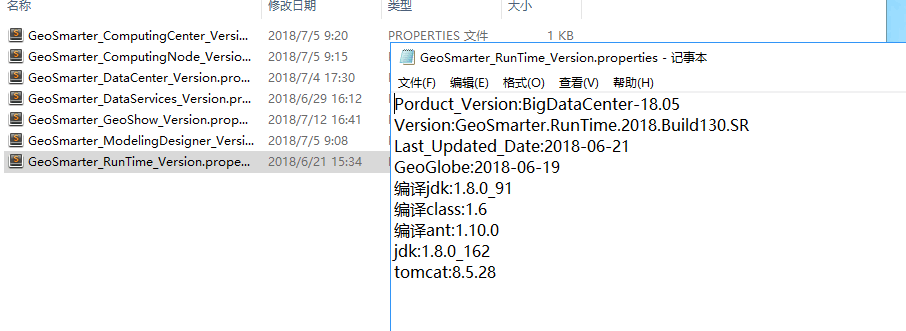 名称 修改日期 类型 大小
GeoSmarter_ComputingCenter_Versi... 2018/7/5 9:20 PROPERTIES 文件 1 KB
GeoSmarter_ComputingNode_Version... 2018/7/5 9:15
GeoSmarter_DataCenter_Version.pro... 2018/7/4 17:30
GeoSmarter_DataServices_Version.pr... 2018/6/29 16:12
GeoSmarter_GeoShow_Version.prop... 2018/7/12 16:41
GeoSmarter_ModelingDesigner_Versi... 2018/7/5 9:08
GeoSmarter_RunTime_Version.prope... 2018/6/21 15:34
GeoSmarter_RunTime_Version.properties - 记事本
文件(F) 编辑(E) 格式(O) 查看(V) 帮助(H)
Porduct_Version:BigDataCenter-18.05
Version:GeoSmarter.RunTime.2018.Build130.SR
Last_Updated_Date:2018-06-21
GeoGlobe:2018-06-19
编译jdk:1.8.0_91
编译class:1.6
编译ant:1.10.0
jdk:1.8.0_162
tomcat:8.5.28